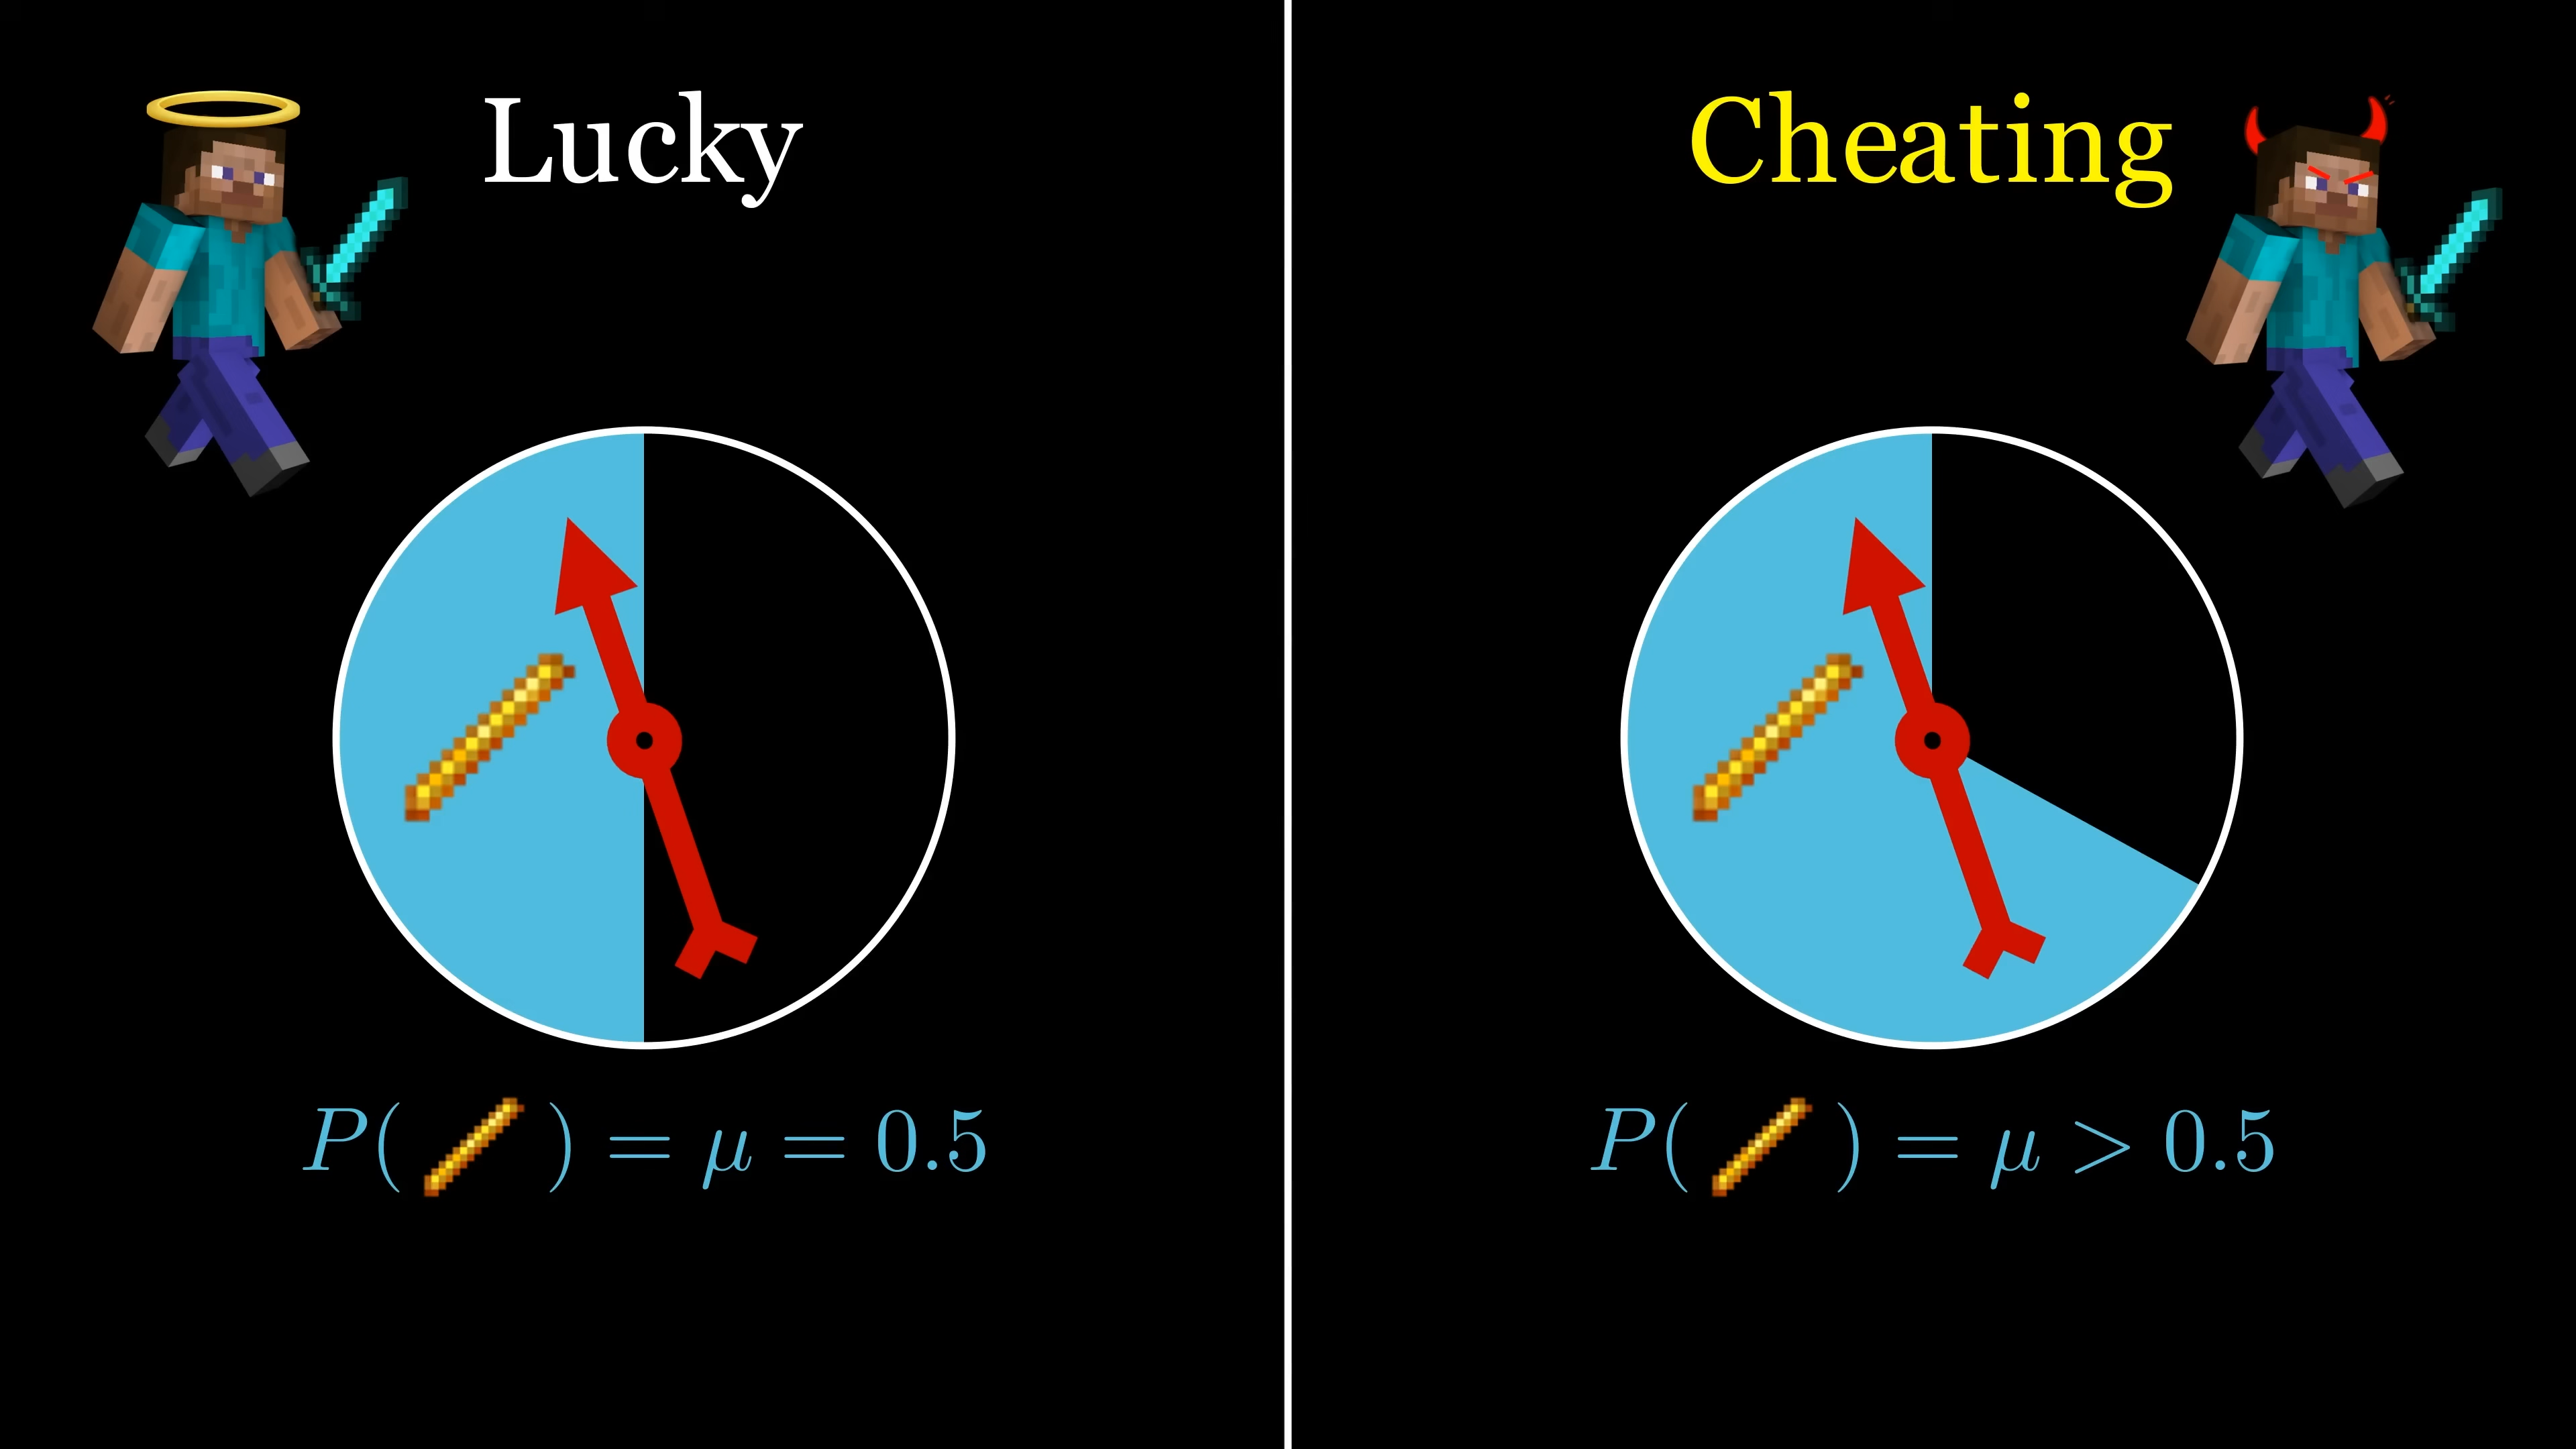 Lucky
Cheating
P( ) = μ = 0.5
P( ) = μ > 0.5